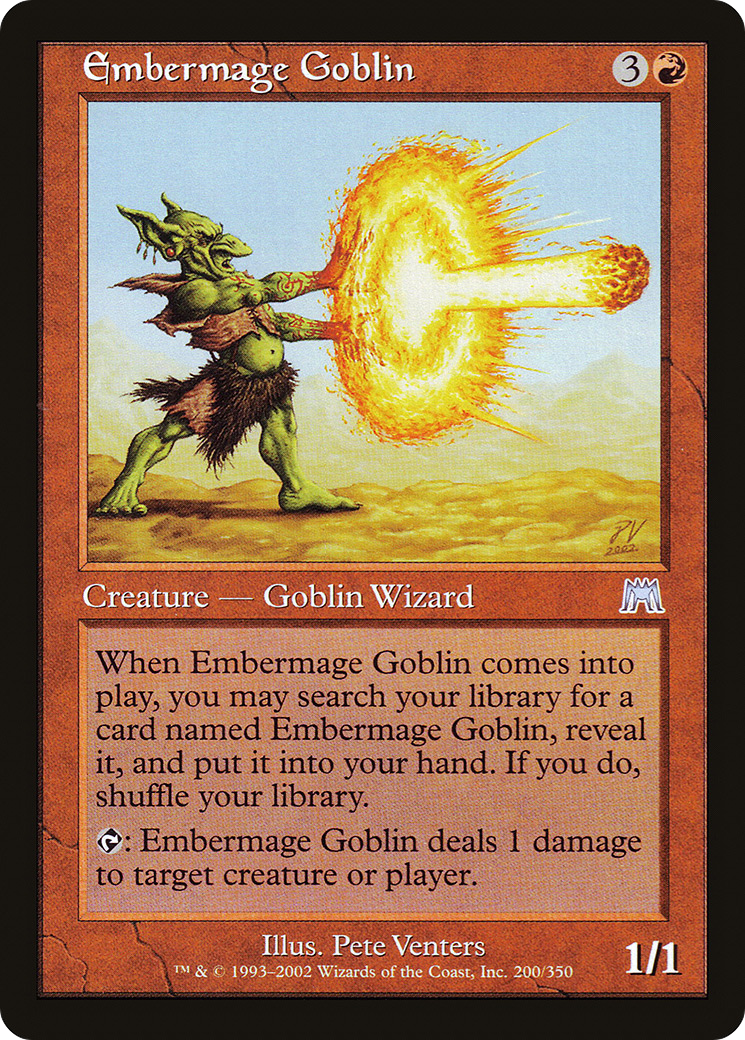 Embermage Goblin 3
PV
2002.
Creature — Goblin Wizard
When Embermage Goblin comes into
play, you may search your library for a
card named Embermage Goblin, reveal
it, and put it into your hand. If you do,
shuffle your library.
: Embermage Goblin deals 1 damage
to target creature or player.
Illus. Pete Venters
™ & © 1993–2002 Wizards of the Coast, Inc. 200/350
1/1